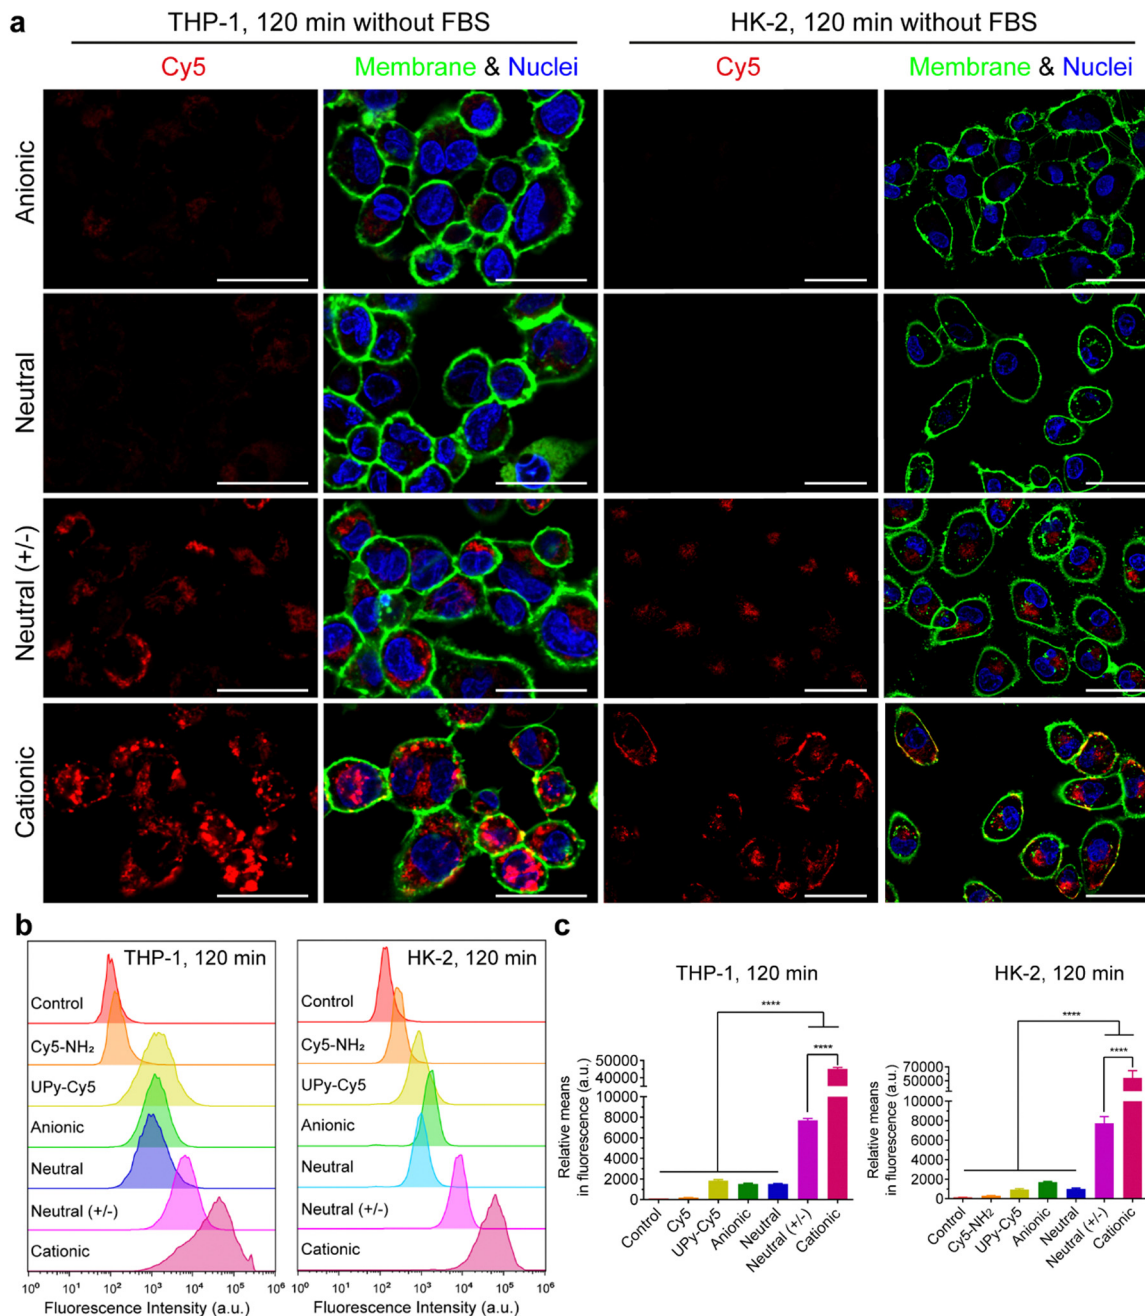 a
THP-1, 120 min without FBS
HK-2, 120 min without FBS
Cy5
Membrane & Nuclei
Cy5
Membrane & Nuclei
Anionic
Neutral
Neutral (+/-)
Cationic
b
THP-1, 120 min
Control
Cy5-NH₂
UPy-Cy5
Anionic
Neutral
Neutral (+/-)
Cationic
10⁰ 10¹ 10² 10³ 10⁴ 10⁵ 10⁶
Fluorescence Intensity (a.u.)
HK-2, 120 min
Control
Cy5-NH₂
UPy-Cy5
Anionic
Neutral
Neutral (+/-)
Cationic
10⁰ 10¹ 10² 10³ 10⁴ 10⁵ 10⁶
Fluorescence Intensity (a.u.)
c
THP-1, 120 min
****
****
Relative means
in fluorescence (a.u.)
50000
40000
30000
10000
8000
6000
4000
2000
0
Control
Cy5
UPy-Cy5
Anionic
Neutral
Neutral (+/-)
Cationic
HK-2, 120 min
****
****
Relative means
in fluorescence (a.u.)
70000
50000
30000
10000
8000
6000
4000
2000
0
Control
Cy5-NH₂
UPy-Cy5
Anionic
Neutral
Neutral (+/-)
Cationic